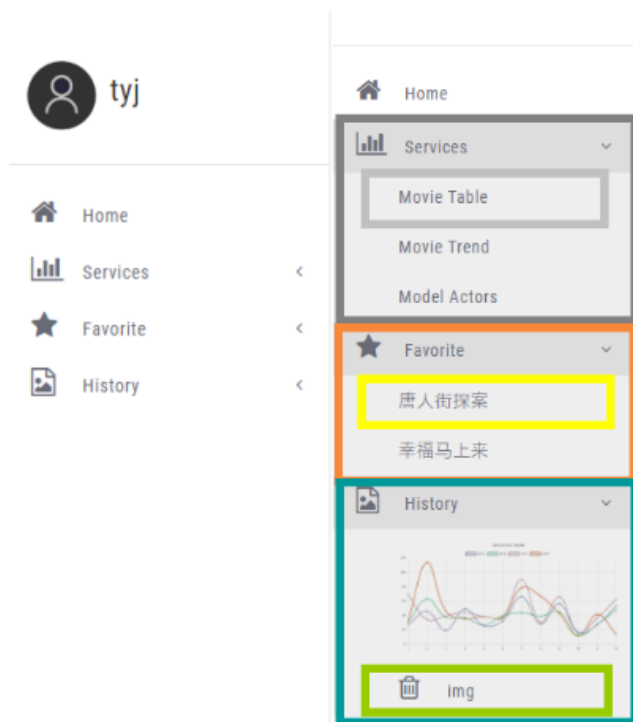 tyj
Home
Services
Favorite
History
Home
Services
Movie Table
Movie Trend
Model Actors
Favorite
唐人街探案
幸福马上来
History
img